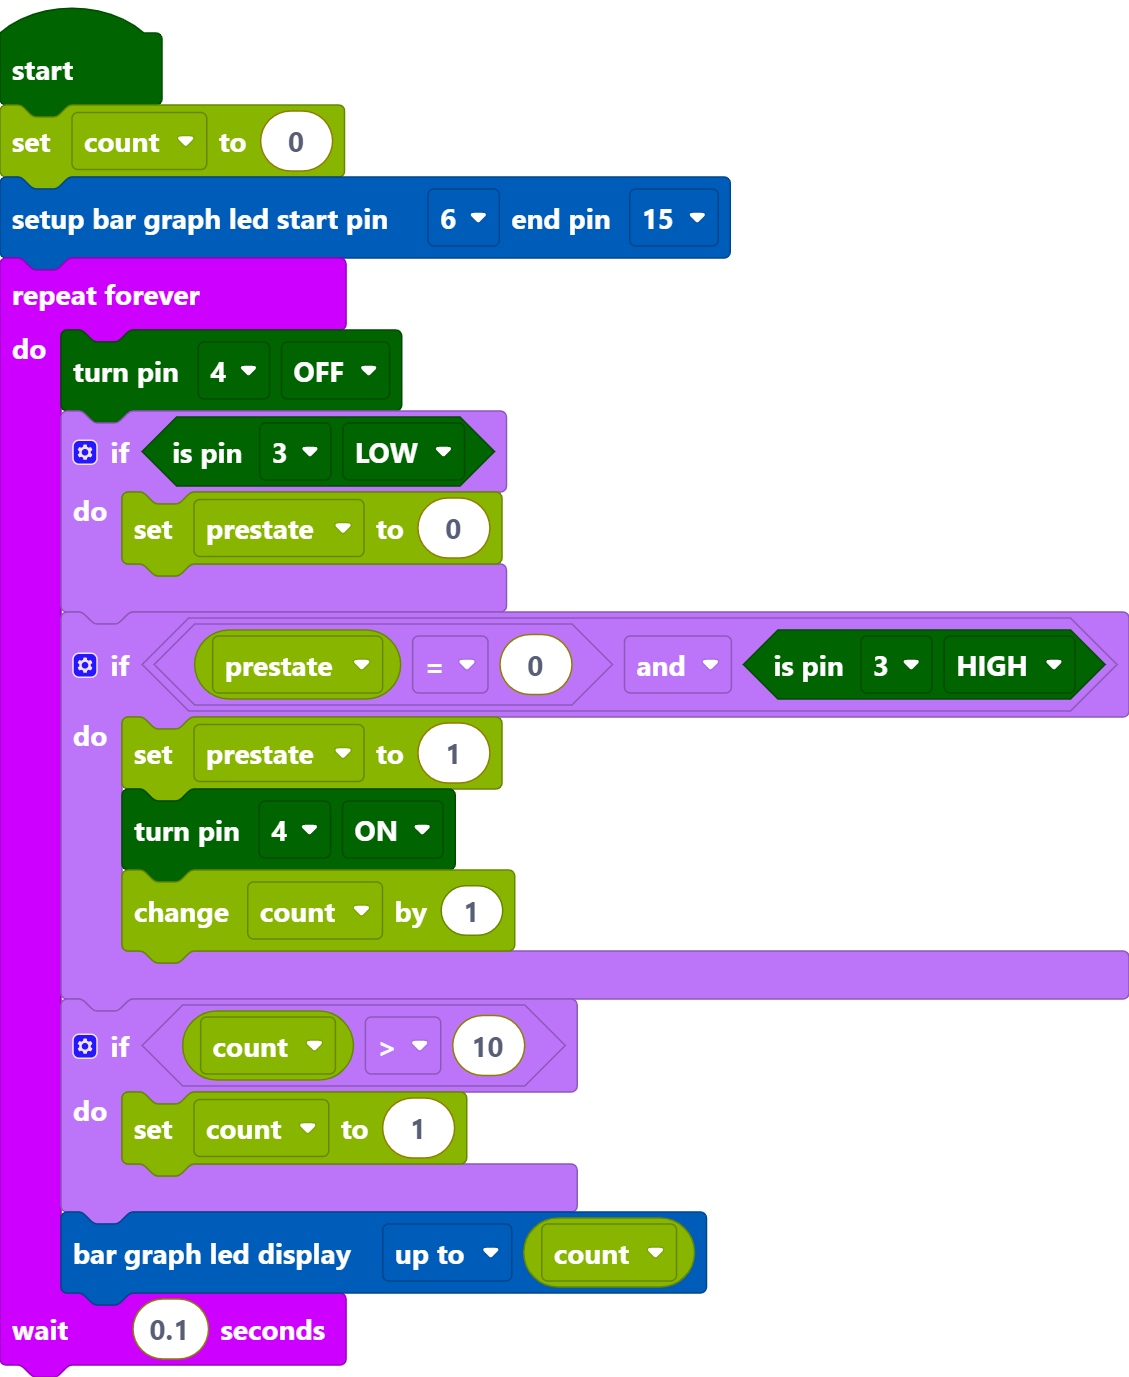 start
set count to 0
setup bar graph led start pin 6 end pin 15
repeat forever
do
turn pin 4 OFF
if is pin 3 LOW
do
set prestate to 0
if prestate = 0 and is pin 3 HIGH
do
set prestate to 1
turn pin 4 ON
change count by 1
if count > 10
do
set count to 1
bar graph led display up to count
wait 0.1 seconds